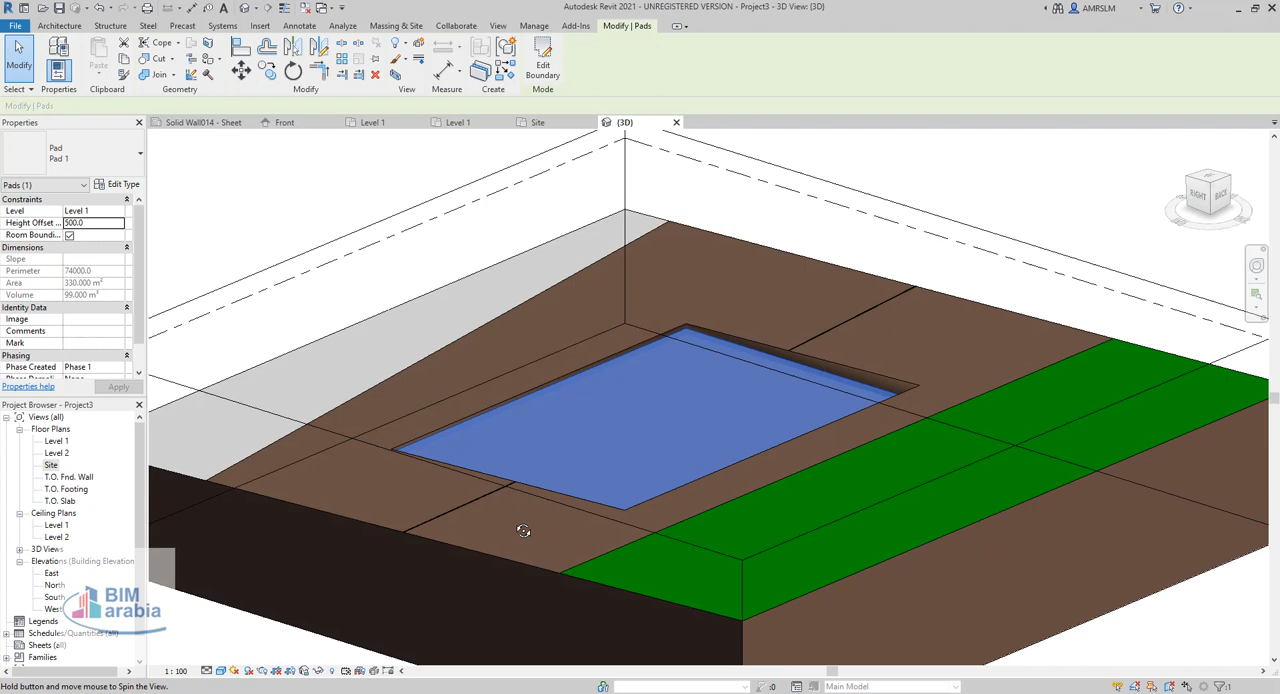 Autodesk Revit 2021 - UNREGISTERED VERSION - Project3 - 3D View: {3D}
AMRSLM
File Architecture Structure Steel Precast Systems Insert Annotate Analyze Massing & Site Collaborate View Manage Add-Ins Modify | Pads
Modify
Paste
Cope
Cut
Join
Edit
Boundary
Select Properties Clipboard Geometry Modify View Measure Create Mode
Modify | Pads
Properties
Solid Wall014 - Sheet
Front
Level 1
Level 1
Site
{3D}
Pad
Pad 1
Pads (1)
Edit Type
Constraints
Level Level 1
Height Offset ... 500.0
Room Boundi...
Dimensions
Slope
Perimeter 74000.0
Area 330.000 m²
Volume 99.000 m³
Identity Data
Image
Comments
Mark
Phasing
Phase Created Phase 1
Properties help
Apply
Project Browser - Project3
Views (all)
Floor Plans
Level 1
Level 2
Site
T.O. Fnd. Wall
T.O. Footing
T.O. Slab
Ceiling Plans
Level 1
Level 2
3D Views
Elevations (Building Elevation
East
North
South
West
Legends
Schedules/Quantities (all)
Sheets (all)
Families
BIM
arabia
RIGHT
BACK
1 : 100
Hold button and move mouse to Spin the View.
:0
Main Model
:1